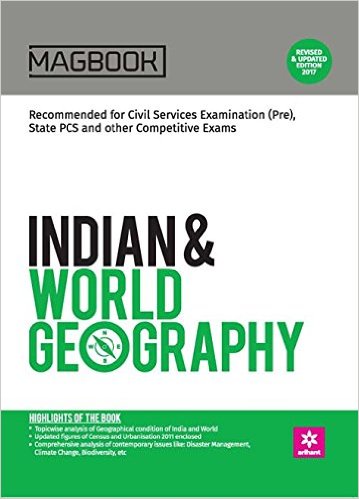 MAGBOOK
REVISED
& UPDATED
EDITION
2017
Recommended for Civil Services Examination (Pre),
State PCS and other Competitive Exams
INDIAN &
WORLD
GEOGRAPHY
N
E
S
W
HIGHLIGHTS OF THE BOOK
• Topicwise analysis of Geographical condition of India and World
• Updated figures of Census and Urbanisation 2011 enclosed
• Comprehensive analysis of contemporary issues like: Disaster Management,
Climate Change, Biodiversity, etc
arihant